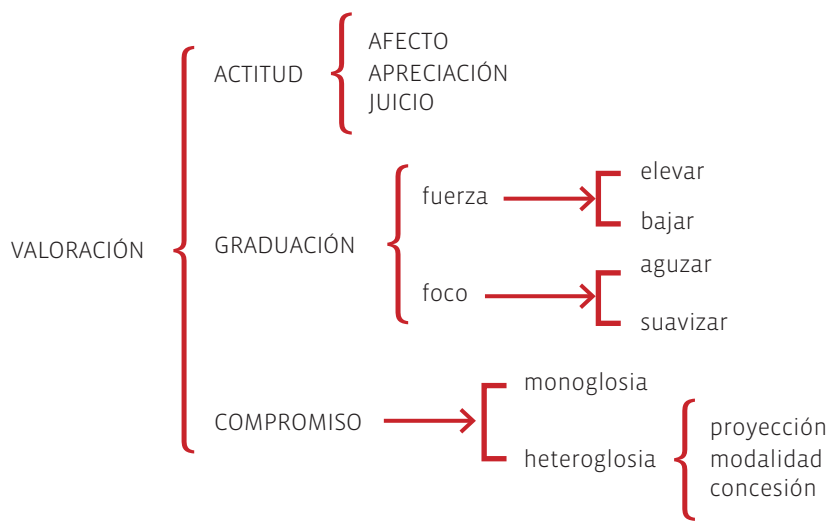 VALORACIÓN
ACTITUD
AFECTO
APRECIACIÓN
JUICIO
GRADUACIÓN
fuerza
elevar
bajar
foco
aguzar
suavizar
COMPROMISO
monoglosia
heteroglosia
proyección
modalidad
concesión